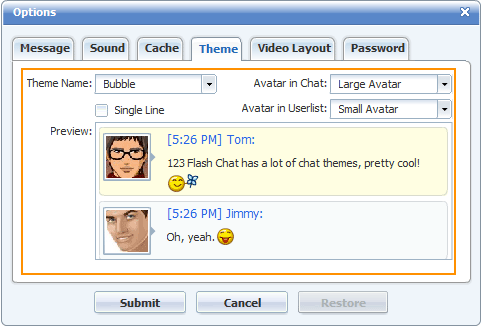 Options
Message Sound Cache Theme Video Layout Password
Theme Name: Bubble Avatar in Chat: Large Avatar
Single Line Avatar in Userlist: Small Avatar
Preview:
[5:26 PM] Tom:
123 Flash Chat has a lot of chat themes, pretty cool!
[5:26 PM] Jimmy:
Oh, yeah.
Submit Cancel Restore